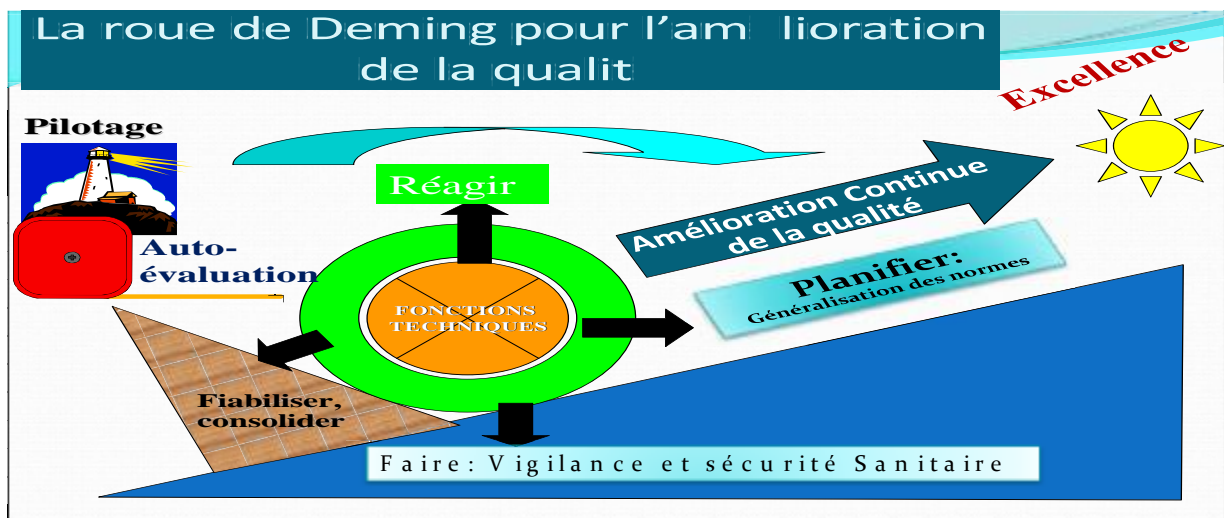 La roue de Deming pour l'am lioration
de la qualit
Excellence
Pilotage
Réagir
Amélioration Continue
de la qualité
Auto-
évaluation
Planifier:
Généralisation des normes
FONCTIONS
TECHNIQUES
Fiabiliser,
consolider
Faire: Vigilance et sécurité Sanitaire